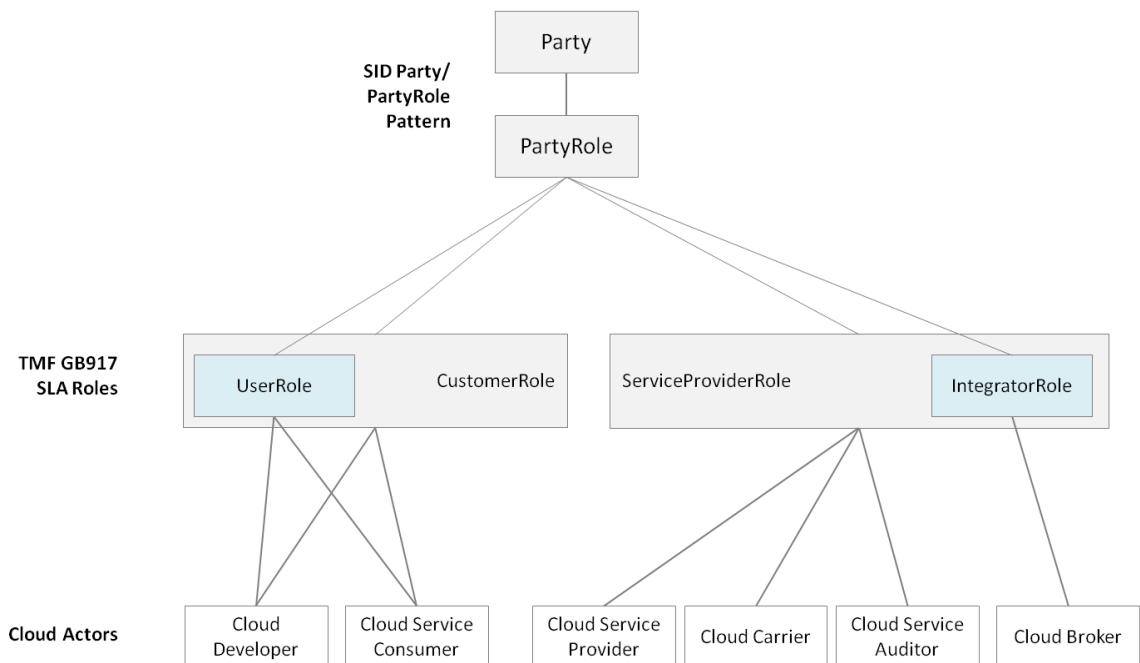 Party
SID Party/
PartyRole
Pattern
PartyRole
TMF GB917
SLA Roles
UserRole
CustomerRole
ServiceProviderRole
IntegratorRole
Cloud Actors
Cloud
Developer
Cloud Service
Consumer
Cloud Service
Provider
Cloud Carrier
Cloud Service
Auditor
Cloud Broker